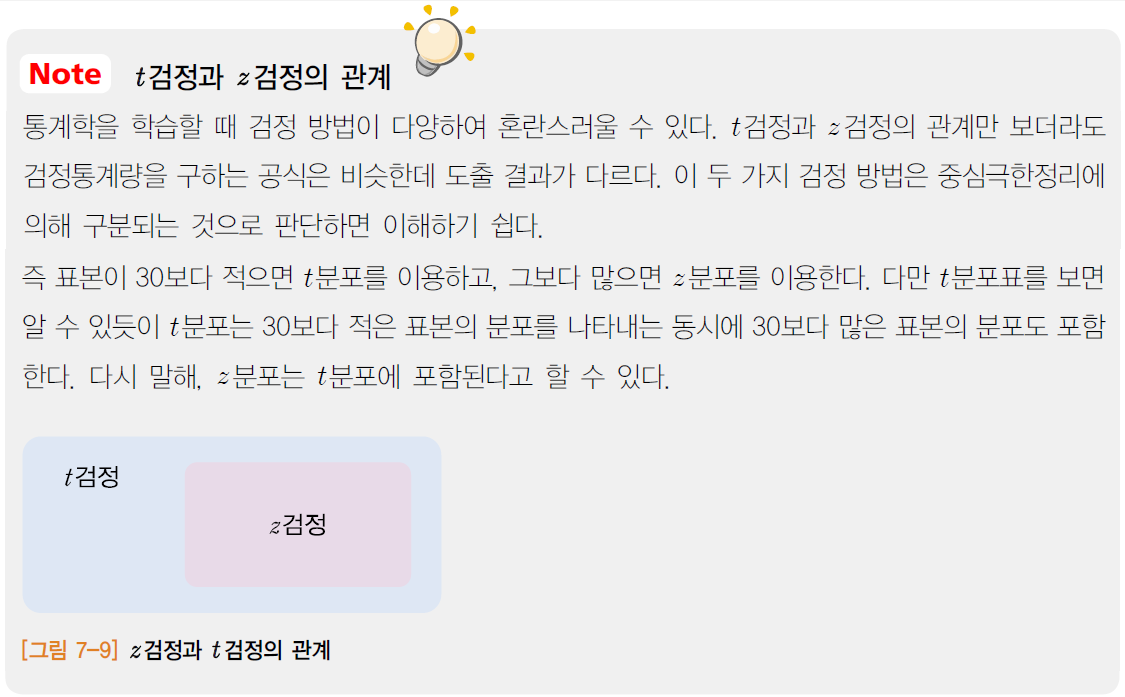 Note t검정과 z검정의 관계
통계학을 학습할 때 검정 방법이 다양하여 혼란스러울 수 있다. t검정과 z검정의 관계만 보더라도
검정통계량을 구하는 공식은 비슷한데 도출 결과가 다르다. 이 두 가지 검정 방법은 중심극한정리에
의해 구분되는 것으로 판단하면 이해하기 쉽다.
즉 표본이 30보다 적으면 t분포를 이용하고, 그보다 많으면 z분포를 이용한다. 다만 t분포표를 보면
알 수 있듯이 t분포는 30보다 적은 표본의 분포를 나타내는 동시에 30보다 많은 표본의 분포도 포함
한다. 다시 말해, z분포는 t분포에 포함된다고 할 수 있다.
t검정
z검정
[그림 7-9] z검정과 t검정의 관계